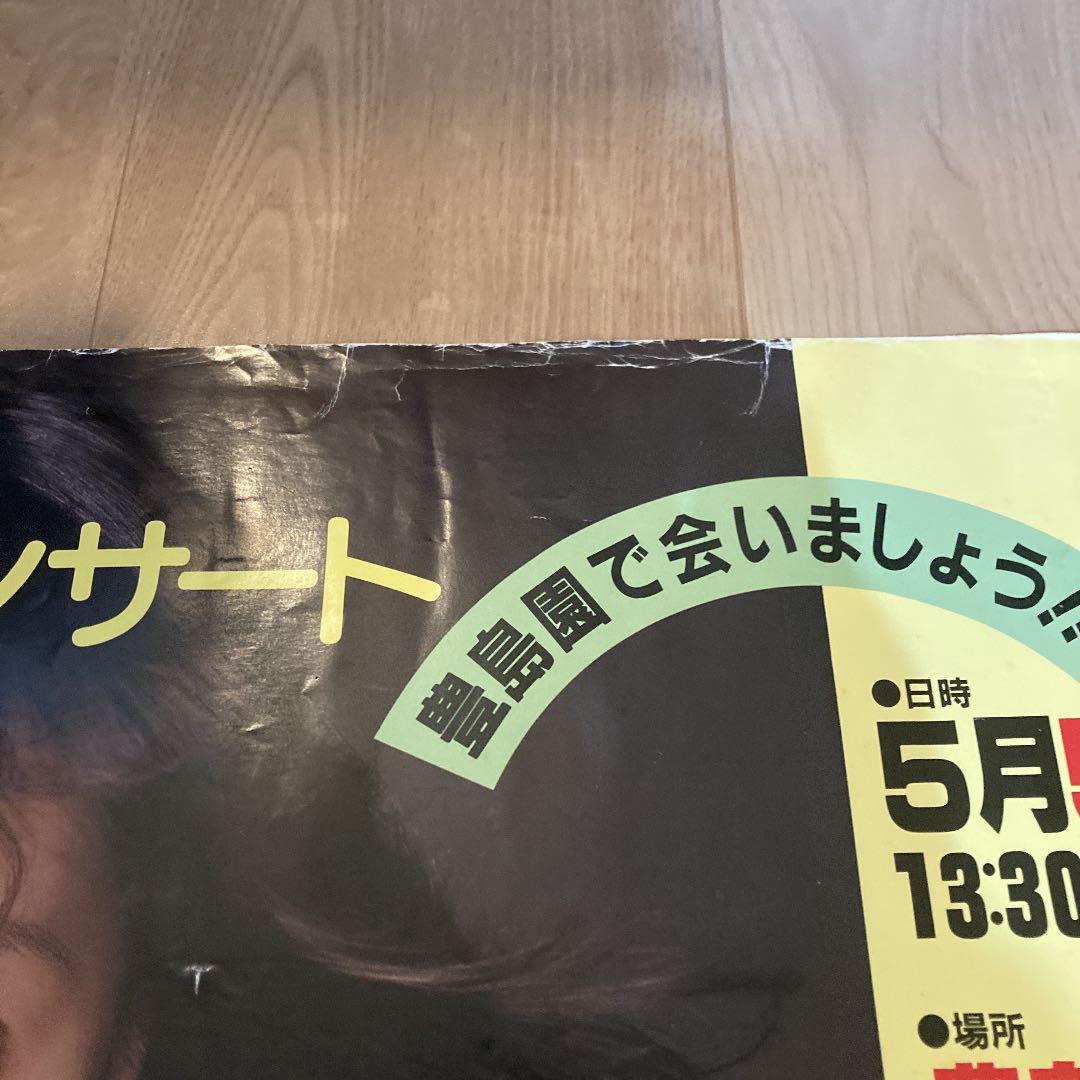 ンサート
豊島園で会いましょう!!
●日時
5月
13:30
●場所